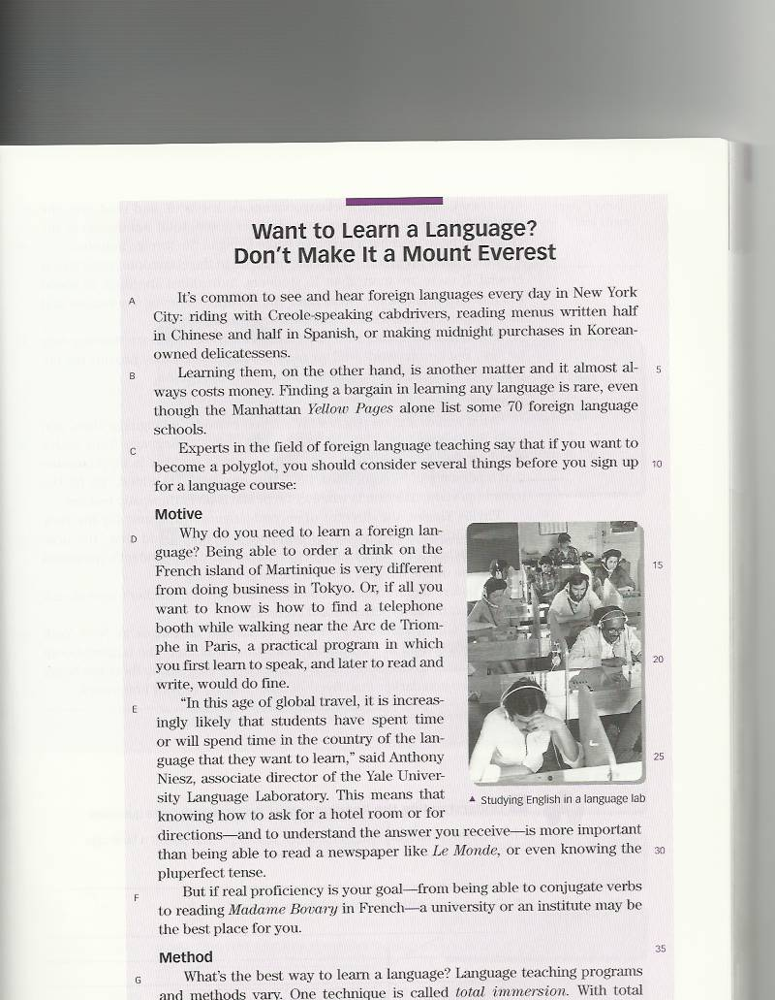 Want to Learn a Language?
Don't Make It a Mount Everest
A It's common to see and hear foreign languages every day in New York
City: riding with Creole-speaking cabdrivers, reading menus written half
in Chinese and half in Spanish, or making midnight purchases in Korean-
owned delicatessens.
B Learning them, on the other hand, is another matter and it almost al- 5
ways costs money. Finding a bargain in learning any language is rare, even
though the Manhattan Yellow Pages alone list some 70 foreign language
schools.
C Experts in the field of foreign language teaching say that if you want to
become a polyglot, you should consider several things before you sign up 10
for a language course:
Motive
D Why do you need to learn a foreign lan-
guage? Being able to order a drink on the
French island of Martinique is very different 15
from doing business in Tokyo. Or, if all you
want to know is how to find a telephone
booth while walking near the Arc de Triom-
phe in Paris, a practical program in which
you first learn to speak, and later to read and 20
write, would do fine.
E "In this age of global travel, it is increas-
ingly likely that students have spent time
or will spend time in the country of the lan-
guage that they want to learn," said Anthony 25
Niesz, associate director of the Yale Univer-
sity Language Laboratory. This means that
knowing how to ask for a hotel room or for
▲ Studying English in a language lab
directions—and to understand the answer you receive—is more important
than being able to read a newspaper like Le Monde, or even knowing the 30
pluperfect tense.
F But if real proficiency is your goal—from being able to conjugate verbs
to reading Madame Bovary in French—a university or an institute may be
the best place for you.
Method 35
G What's the best way to learn a language? Language teaching programs
and methods vary. One technique is called total immersion. With total